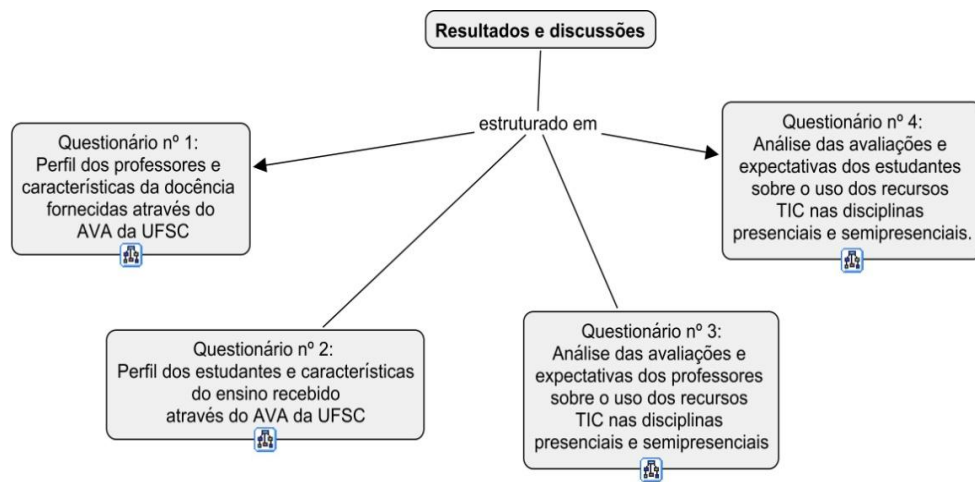 Resultados e discussões
estruturado em
Questionário nº 1:
Perfil dos professores e
características da docência
fornecidas através do
AVA da UFSC
Questionário nº 2:
Perfil dos estudantes e características
do ensino recebido
através do AVA da UFSC
Questionário nº 3:
Análise das avaliações e
expectativas dos professores
sobre o uso dos recursos
TIC nas disciplinas
presenciais e semipresenciais
Questionário nº 4:
Análise das avaliações e
expectativas dos estudantes
sobre o uso dos recursos
TIC nas disciplinas
presenciais e semipresenciais.